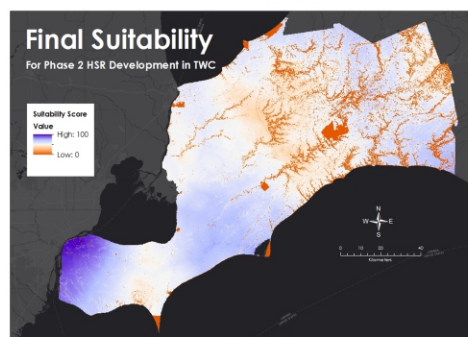 Final Suitability
For Phase 2 HSR Development in TWC
Suitability Score
Value
High: 100
Low: 0
N
W E
S
0 10 20 40
Kilometers